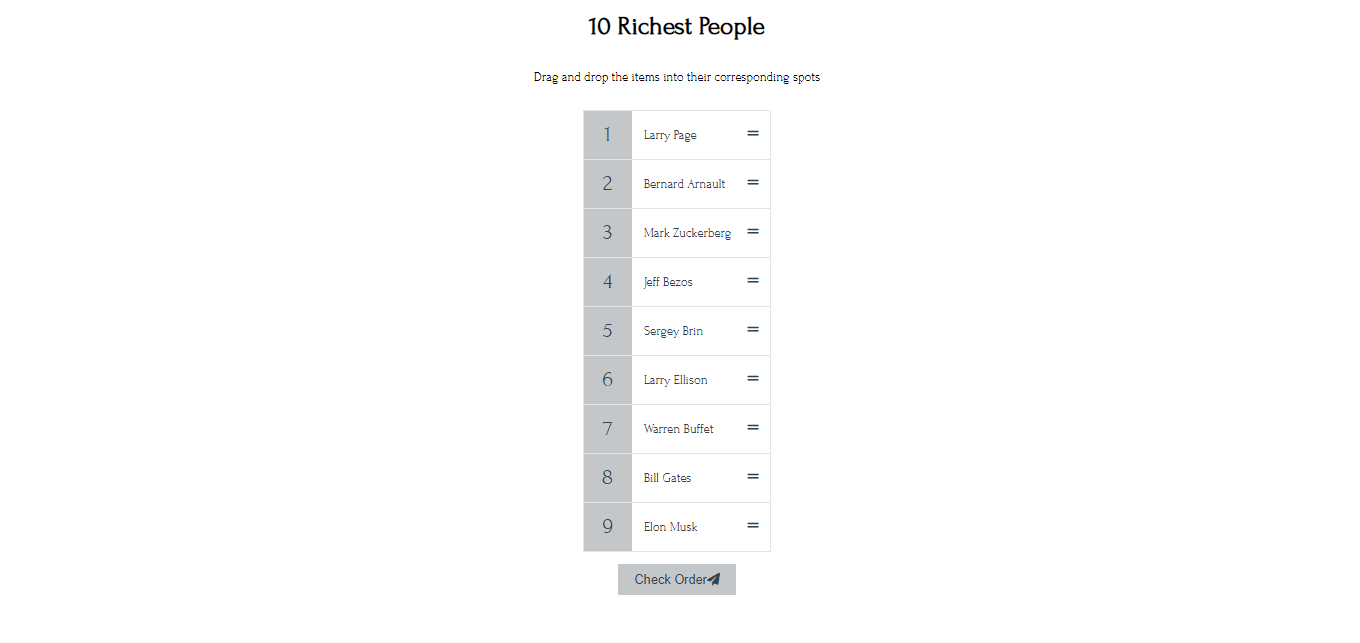 10 Richest People
Drag and drop the items into their corresponding spots
1 Larry Page
2 Bernard Arnault
3 Mark Zuckerberg
4 Jeff Bezos
5 Sergey Brin
6 Larry Ellison
7 Warren Buffet
8 Bill Gates
9 Elon Musk
Check Order